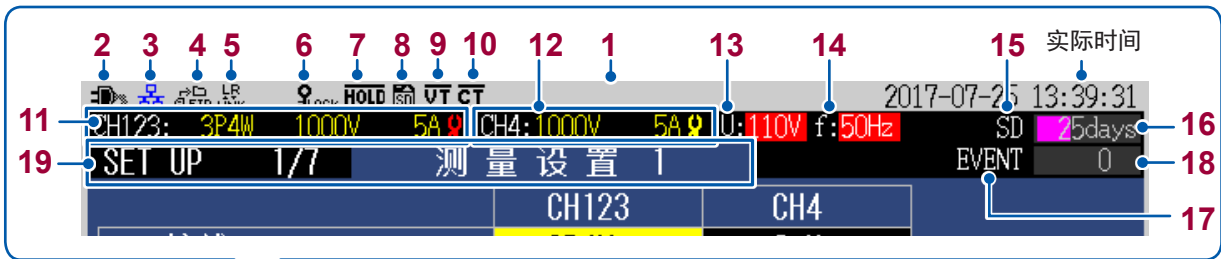 2 3 4 5 6 7 8 9 10 12 1 13 14 15 实际时间
LOCK HOLD SD VT CT 2017-07-25 13:39:31
11 CH123: 3P4W 1000V 5A CH4: 1000V 5A U: 110V f: 50Hz SD 25days 16
19 SET UP 1/7 测量设置 1 EVENT 0 18
CH123 CH4 17